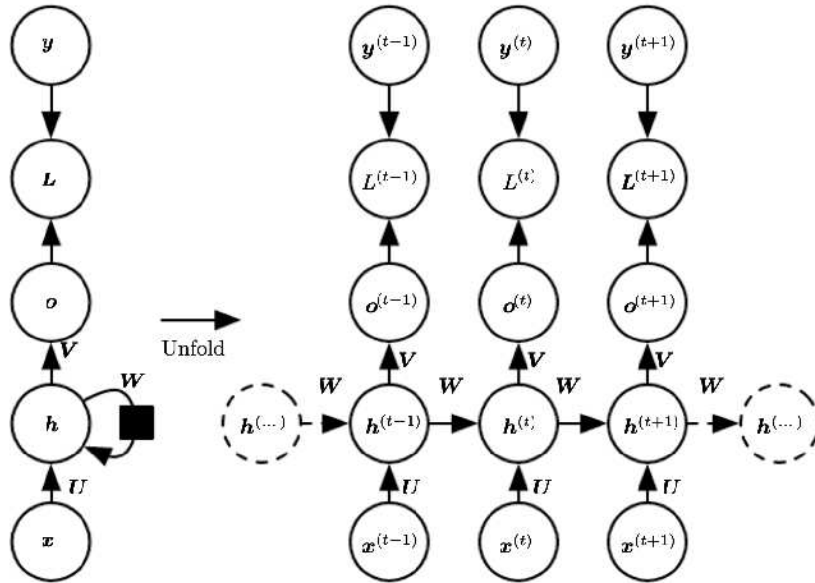 y y^(t−1) y^(t) y^(t+1)
L L^(t−1) L^(t) L^(t+1)
o o^(t−1) o^(t) o^(t+1)
Unfold
V V V V
W W W W W
h h^(...) h^(t−1) h^(t) h^(t+1) h^(...)
U U U U
x x^(t−1) x^(t) x^(t+1)